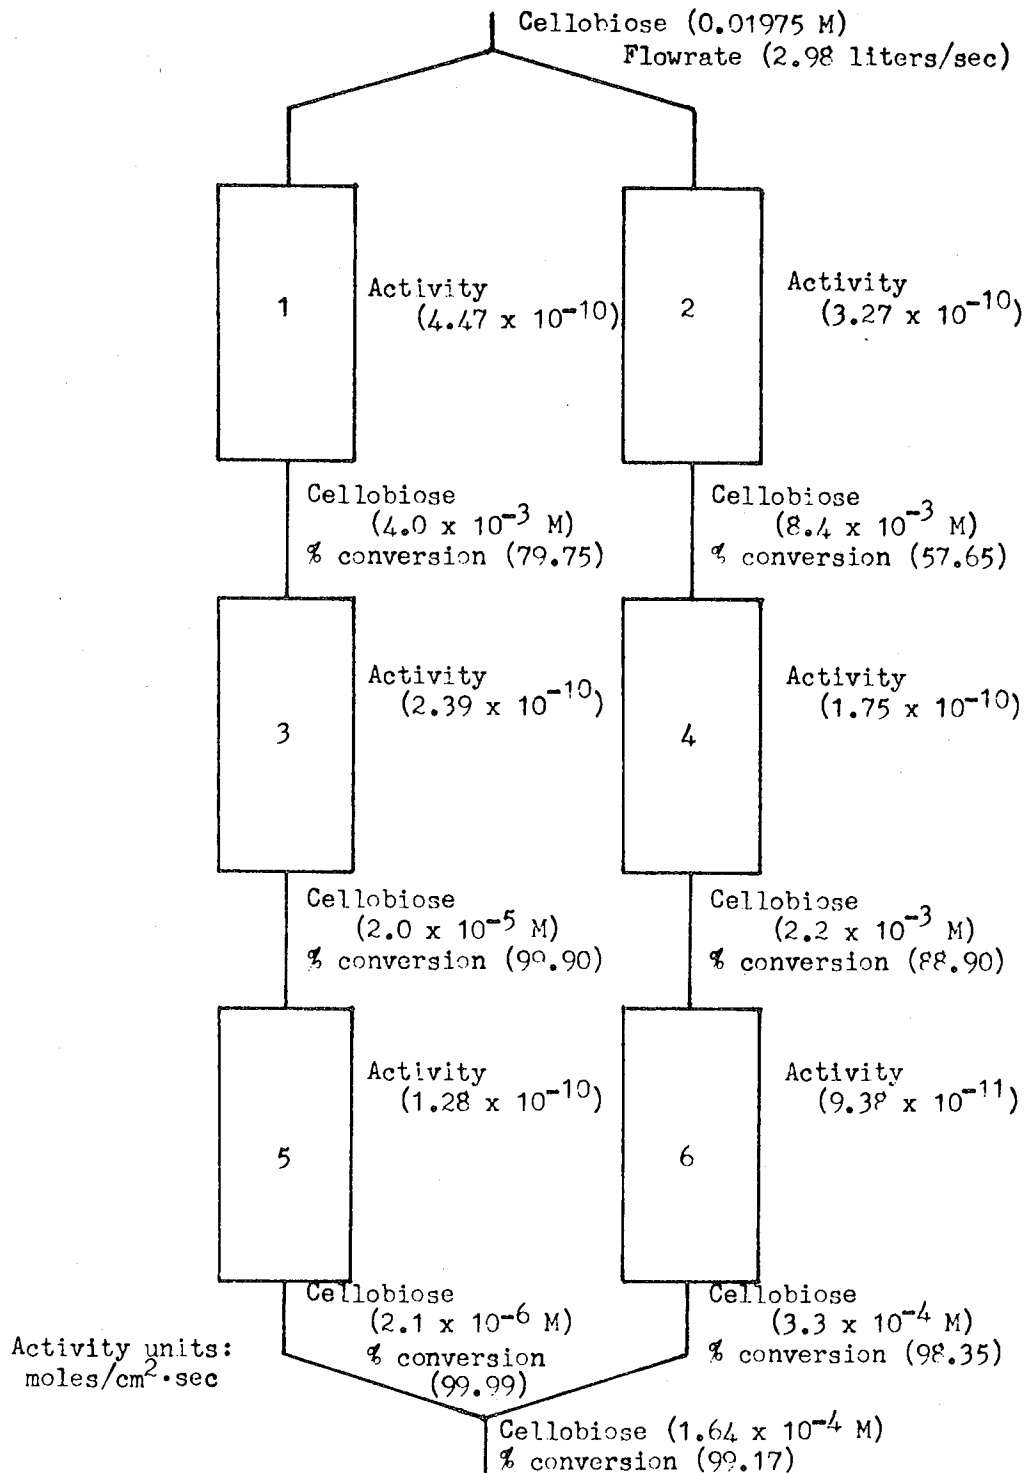 Cellobiose (0.01975 M)
Flowrate (2.98 liters/sec)
1
Activity
(4.47 x 10⁻¹⁰)
2
Activity
(3.27 x 10⁻¹⁰)
Cellobiose
(4.0 x 10⁻³ M)
% conversion (79.75)
Cellobiose
(8.4 x 10⁻³ M)
% conversion (57.65)
3
Activity
(2.39 x 10⁻¹⁰)
4
Activity
(1.75 x 10⁻¹⁰)
Cellobiose
(2.0 x 10⁻⁵ M)
% conversion (99.90)
Cellobiose
(2.2 x 10⁻³ M)
% conversion (88.90)
5
Activity
(1.28 x 10⁻¹⁰)
6
Activity
(9.38 x 10⁻¹¹)
Cellobiose
(2.1 x 10⁻⁶ M)
% conversion
(99.99)
Cellobiose
(3.3 x 10⁻⁴ M)
% conversion (98.35)
Activity units:
moles/cm²·sec
Cellobiose (1.64 x 10⁻⁴ M)
% conversion (99.17)